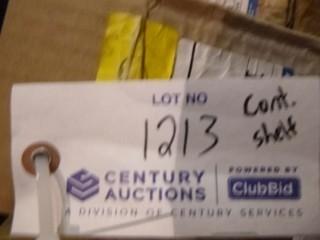 LOT NO
1213
Cont.
shelf
CENTURY
AUCTIONS
POWERED BY
ClubBid
A DIVISION OF CENTURY SERVICES